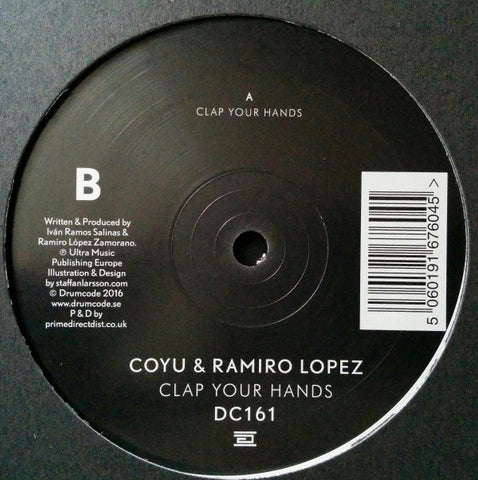 A
CLAP YOUR HANDS
B
Written & Produced by
Iván Ramos Salinas &
Ramiro López Zamorano.
℗ Ultra Music
Publishing Europe
Illustration & Design
by staffanlarsson.com
© Drumcode 2016
www.drumcode.se
P & D by
primedirectdist.co.uk
5 060191 676045 >
COYU & RAMIRO LOPEZ
CLAP YOUR HANDS
DC161